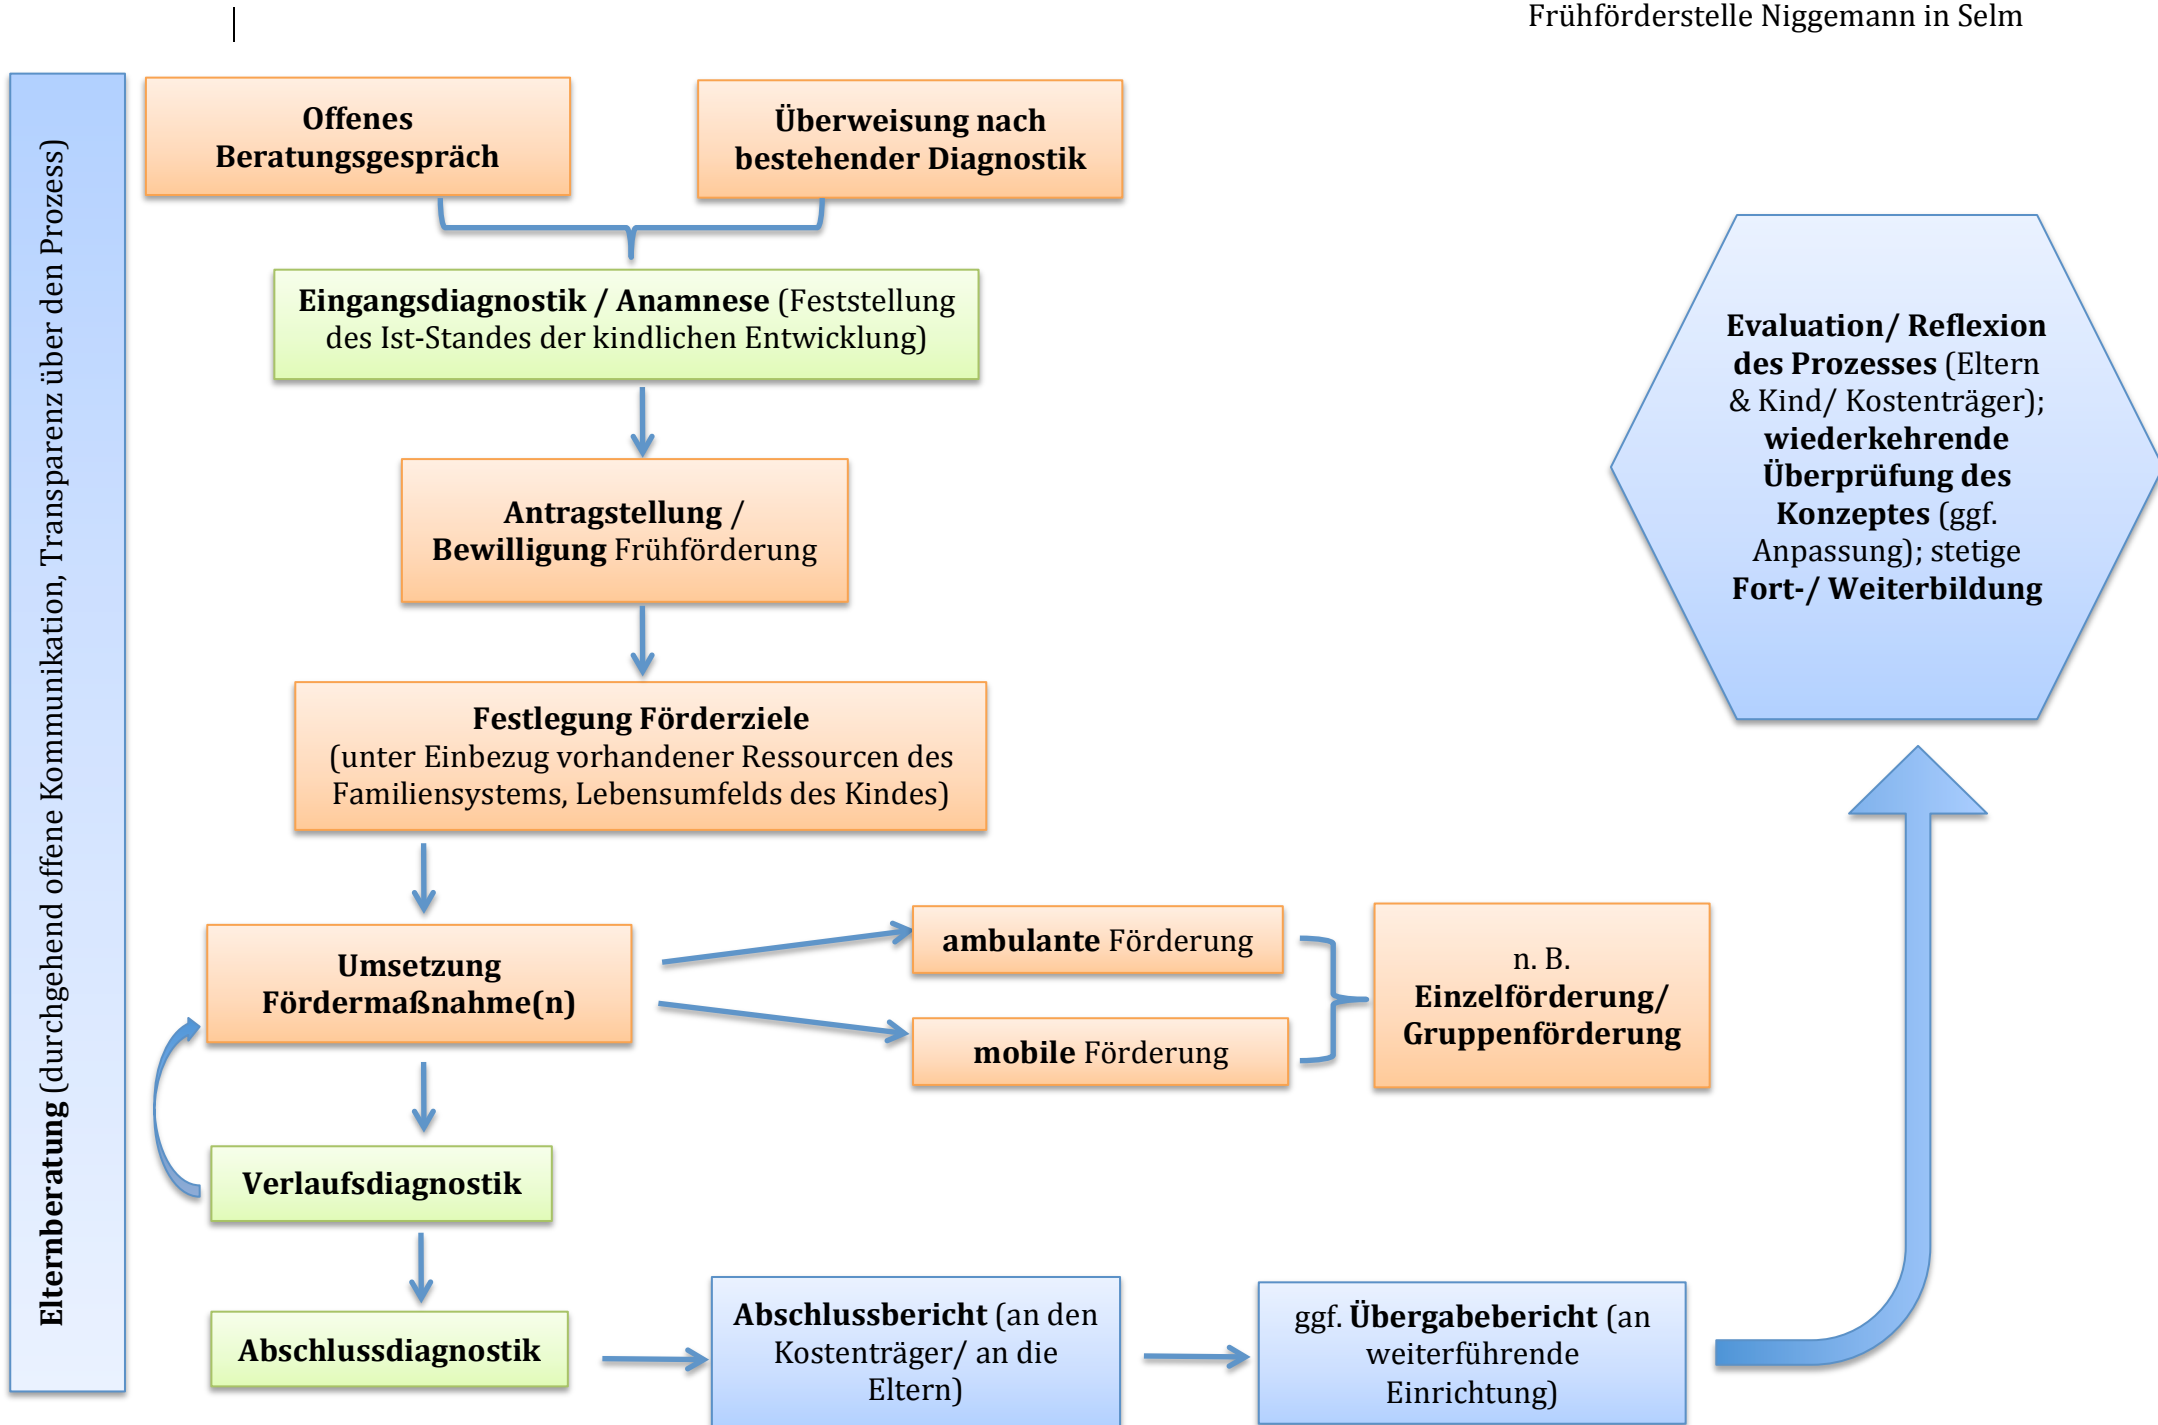 Frühförderstelle Niggemann in Selm
Elternberatung (durchgehend offene Kommunikation, Transparenz über den Prozess)
Offenes
Beratungsgespräch
Überweisung nach
bestehender Diagnostik
Eingangsdiagnostik / Anamnese (Feststellung
des Ist-Standes der kindlichen Entwicklung)
Antragstellung /
Bewilligung Frühförderung
Festlegung Förderziele
(unter Einbezug vorhandener Ressourcen des
Familiensystems, Lebensumfelds des Kindes)
Umsetzung
Fördermaßnahme(n)
ambulante Förderung
mobile Förderung
n. B.
Einzelförderung/
Gruppenförderung
Verlaufsdiagnostik
Abschlussdiagnostik
Abschlussbericht (an den
Kostenträger/ an die
Eltern)
ggf. Übergabebericht (an
weiterführende
Einrichtung)
Evaluation/ Reflexion
des Prozesses (Eltern
& Kind/ Kostenträger);
wiederkehrende
Überprüfung des
Konzeptes (ggf.
Anpassung); stetige
Fort-/ Weiterbildung